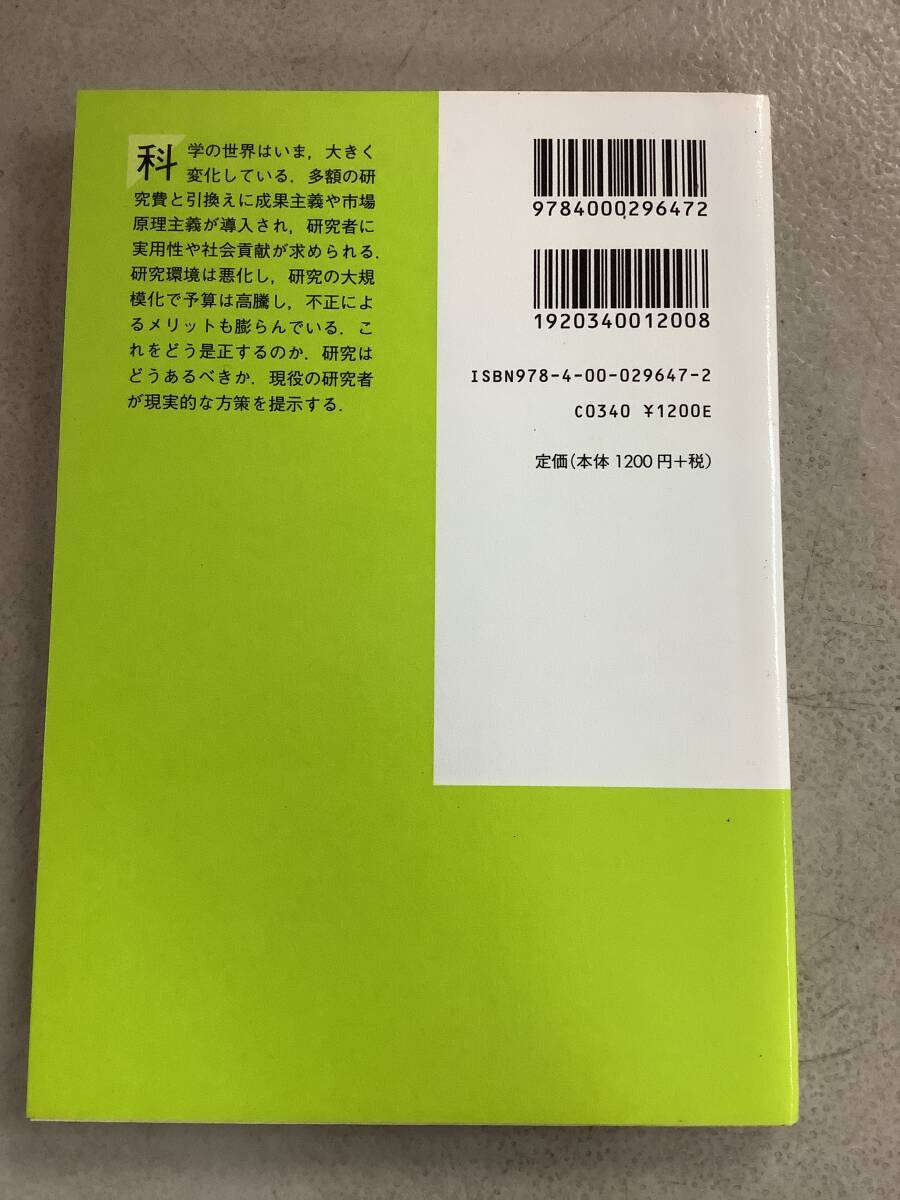 科学の世界はいま，大きく
変化している．多額の研
究費と引換えに成果主義や市場
原理主義が導入され，研究者に
実用性や社会貢献が求められる．
研究環境は悪化し，研究の大規
模化で予算は高騰し，不正によ
るメリットも膨らんでいる．こ
れをどう是正するのか．研究は
どうあるべきか．現役の研究者
が現実的な方策を提示する．
9784000296472
1920340012008
ISBN978-4-00-029647-2
C0340 ¥1200E
定価(本体 1200 円+税)